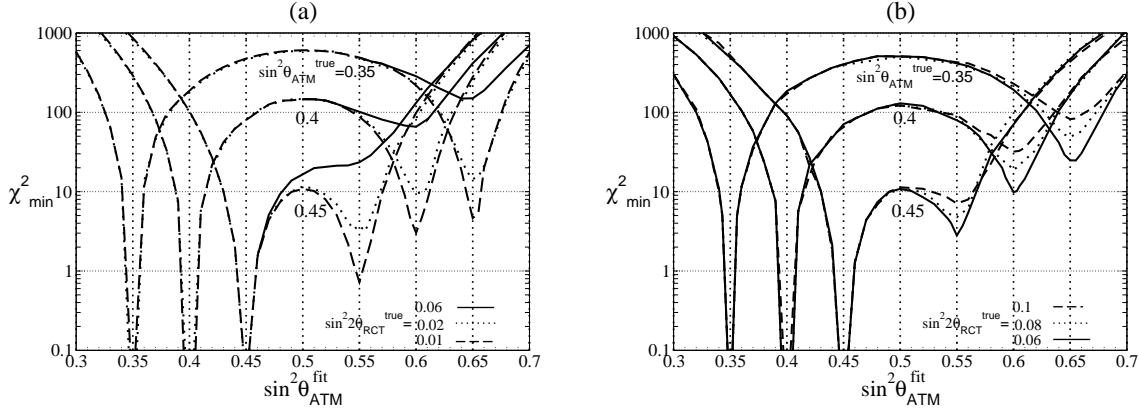 (a)
1000
100
10
1
0.1
χ²min
sin²θATM^true=0.35
0.4
0.45
0.06
sin²2θRCT^true= 0.02
0.01
0.3 0.35 0.4 0.45 0.5 0.55 0.6 0.65 0.7
sin²θATM^fit
(b)
1000
100
10
1
0.1
χ²min
sin²θATM^true=0.35
0.4
0.45
0.1
sin²2θRCT^true= 0.08
0.06
0.3 0.35 0.4 0.45 0.5 0.55 0.6 0.65 0.7
sin²θATM^fit